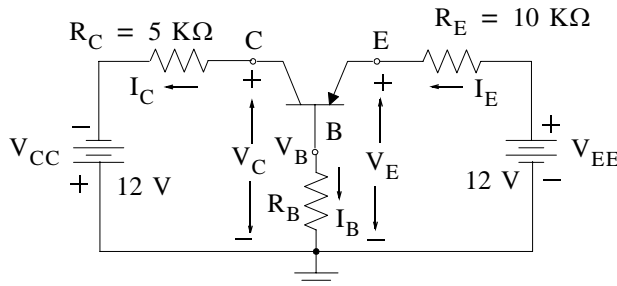 R_C = 5 KΩ C E R_E = 10 KΩ
+ +
I_C I_E
− +
B
V_CC V_B V_C V_E V_EE
+ 12 V 12 V −
R_B I_B
− −